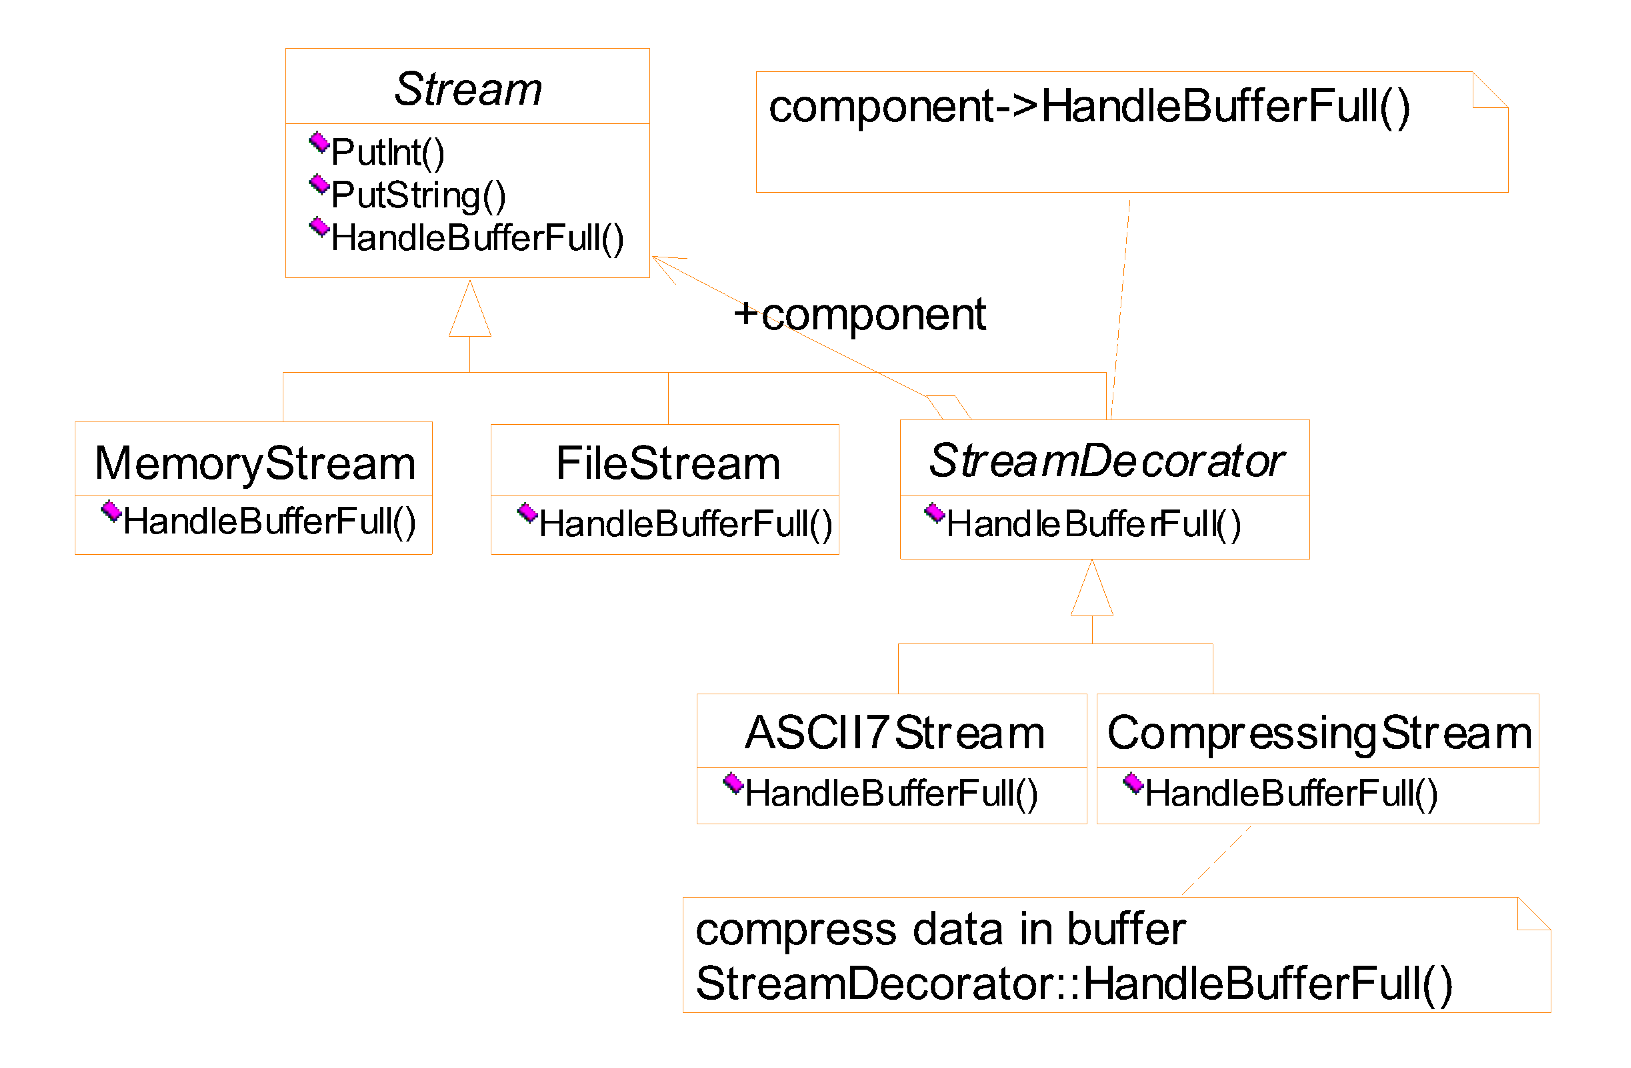 Stream
PutInt()
PutString()
HandleBufferFull()
component->HandleBufferFull()
+component
MemoryStream
HandleBufferFull()
FileStream
HandleBufferFull()
StreamDecorator
HandleBufferFull()
ASCII7Stream
HandleBufferFull()
CompressingStream
HandleBufferFull()
compress data in buffer
StreamDecorator::HandleBufferFull()